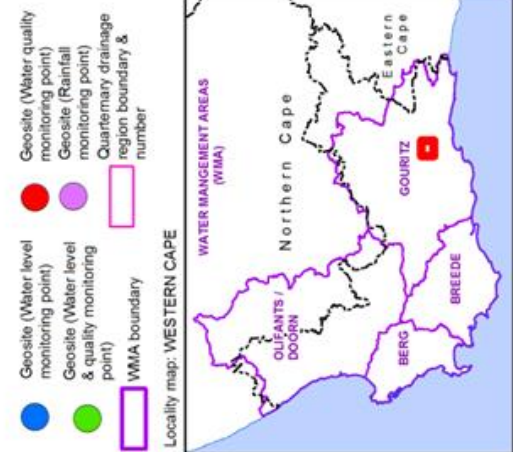 Geosite (Water level
monitoring point)
Geosite (Water level
& quality monitoring
point)
WMA boundary
Geosite (Water quality
monitoring point)
Geosite (Rainfall
monitoring point)
Quarternary drainage
region boundary &
number
Locality map: WESTERN CAPE
WATER MANGEMENT AREAS
(WMA)
Northern Cape
Eastern
Cape
OLIFANTS /
DOORN
GOURITZ
BERG
BREEDE